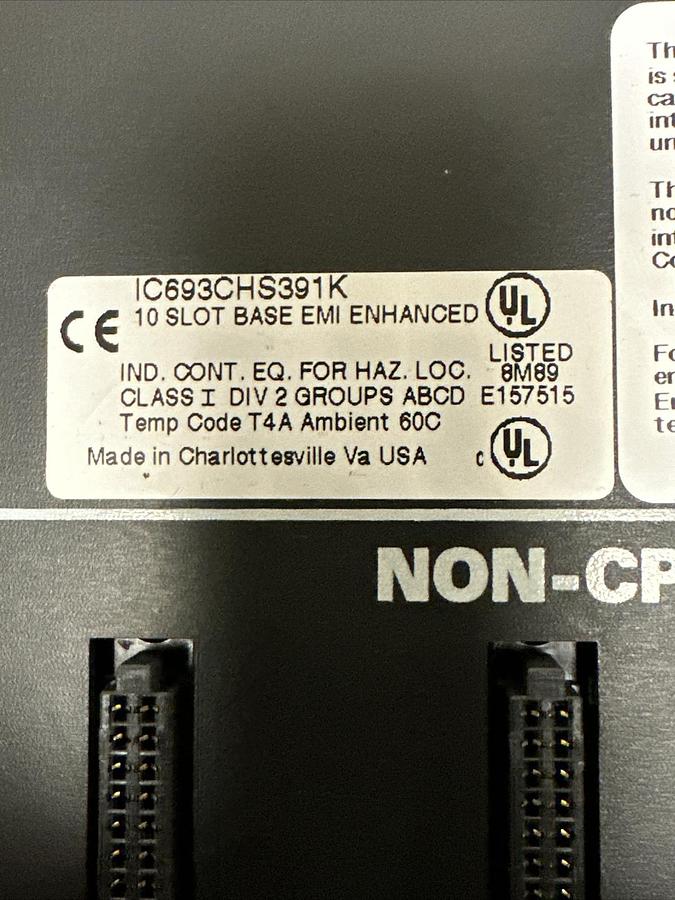 IC693CHS391K
10 SLOT BASE EMI ENHANCED
CE
UL
LISTED
IND. CONT. EQ. FOR HAZ. LOC. 8M89
CLASS I DIV 2 GROUPS ABCD E157515
Temp Code T4A Ambient 60C
Made in Charlottesville Va USA c UL
is
NON-CP